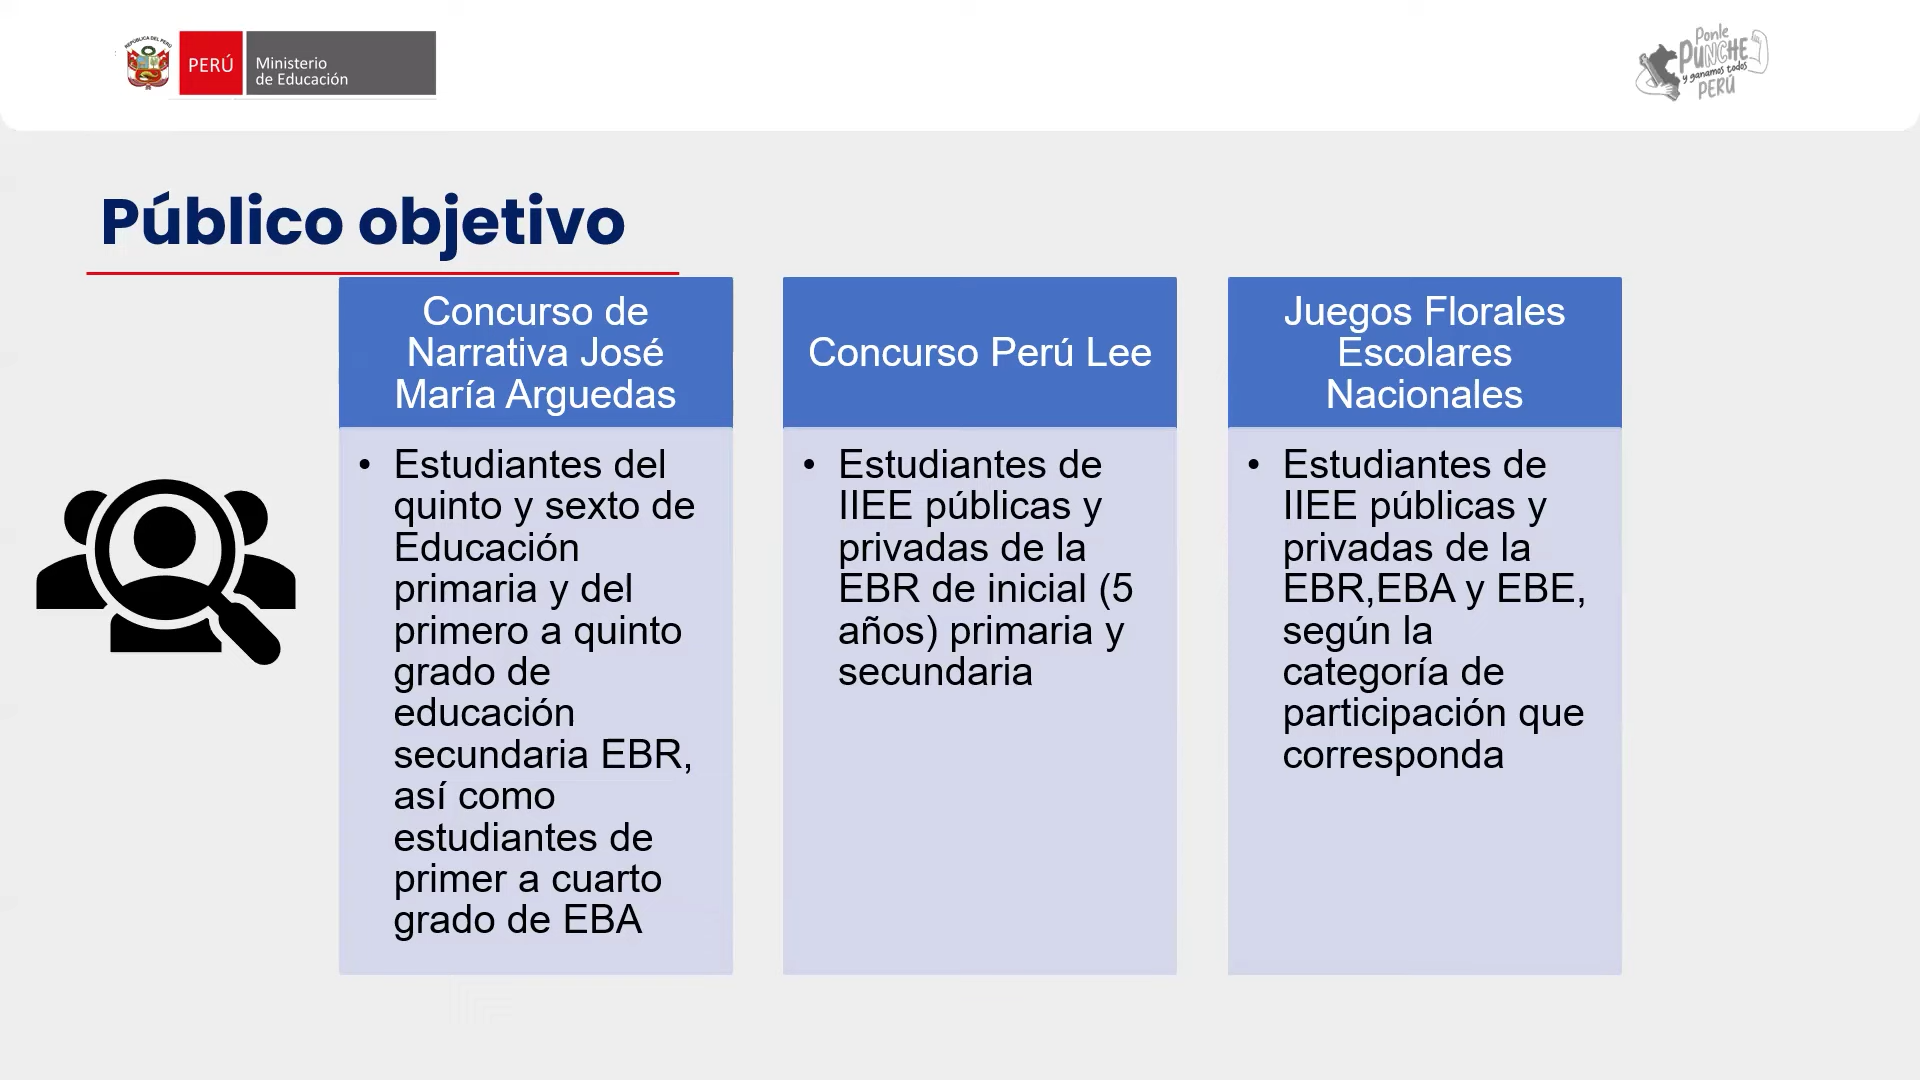 REPÚBLICA DEL PERÚ
PERÚ
Ministerio
de Educación
Ponle
PUNCHE
y ganamos todos
PERÚ
Público objetivo
Concurso de
Narrativa José
María Arguedas
• Estudiantes del
quinto y sexto de
Educación
primaria y del
primero a quinto
grado de
educación
secundaria EBR,
así como
estudiantes de
primer a cuarto
grado de EBA
Concurso Perú Lee
• Estudiantes de
IIEE públicas y
privadas de la
EBR de inicial (5
años) primaria y
secundaria
Juegos Florales
Escolares
Nacionales
• Estudiantes de
IIEE públicas y
privadas de la
EBR,EBA y EBE,
según la
categoría de
participación que
corresponda